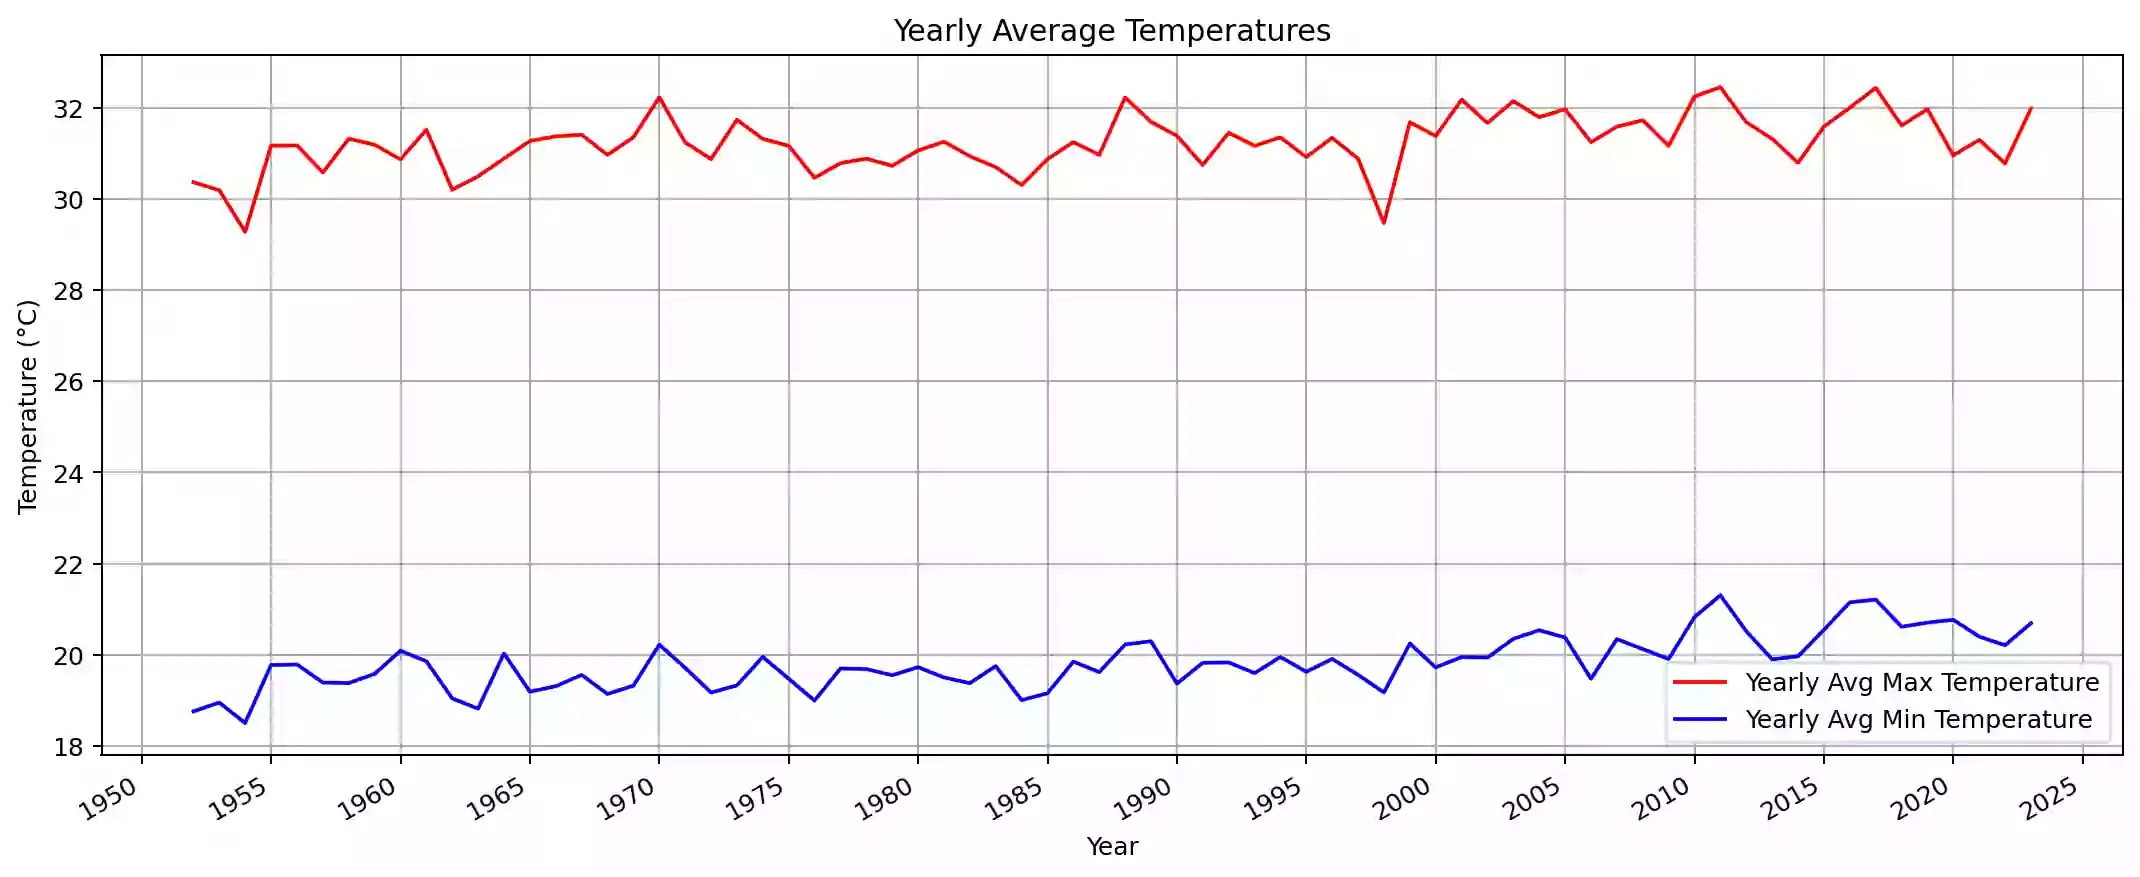 Yearly Average Temperatures
Temperature (°C)
32
30
28
26
24
22
20
18
Yearly Avg Max Temperature
Yearly Avg Min Temperature
1950 1955 1960 1965 1970 1975 1980 1985 1990 1995 2000 2005 2010 2015 2020 2025
Year